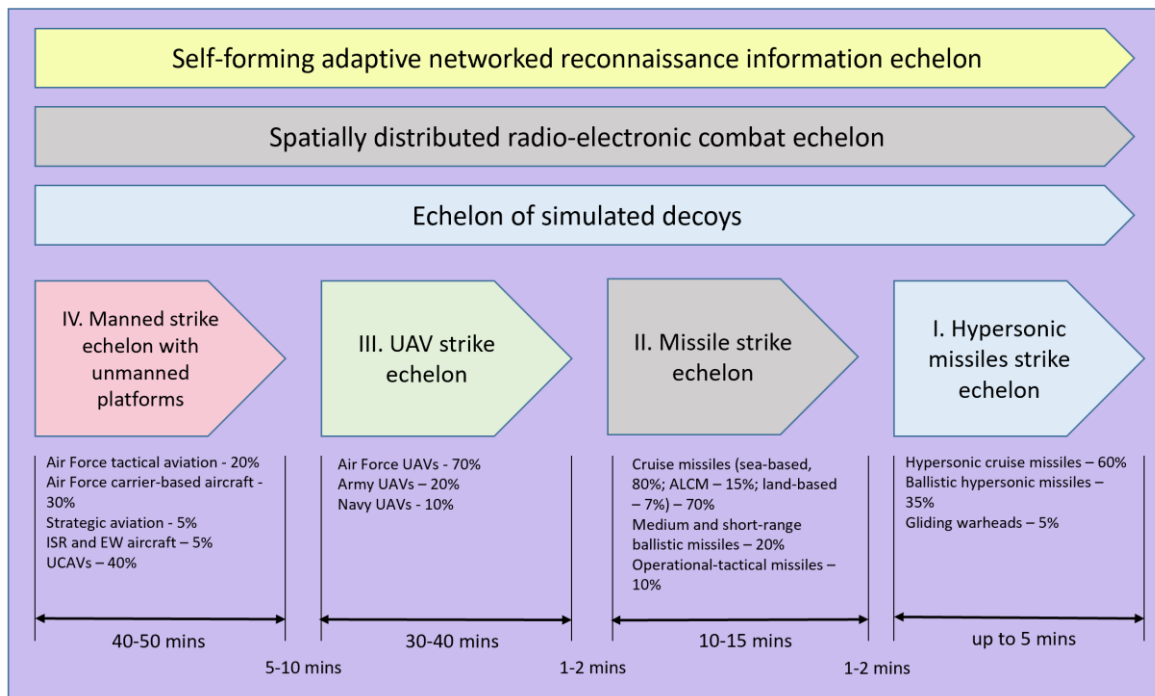 Self-forming adaptive networked reconnaissance information echelon
Spatially distributed radio-electronic combat echelon
Echelon of simulated decoys
IV. Manned strike
echelon with
unmanned
platforms
III. UAV strike
echelon
II. Missile strike
echelon
I. Hypersonic
missiles strike
echelon
Air Force tactical aviation - 20%
Air Force carrier-based aircraft -
30%
Strategic aviation - 5%
ISR and EW aircraft – 5%
UCAVs – 40%
Air Force UAVs - 70%
Army UAVs - 20%
Navy UAVs - 10%
Cruise missiles (sea-based,
80%; ALCM – 15%; land-based
– 7%) – 70%
Medium and short-range
ballistic missiles – 20%
Operational-tactical missiles –
10%
Hypersonic cruise missiles – 60%
Ballistic hypersonic missiles –
35%
Gliding warheads – 5%
40-50 mins
30-40 mins
10-15 mins
up to 5 mins
5-10 mins
1-2 mins
1-2 mins